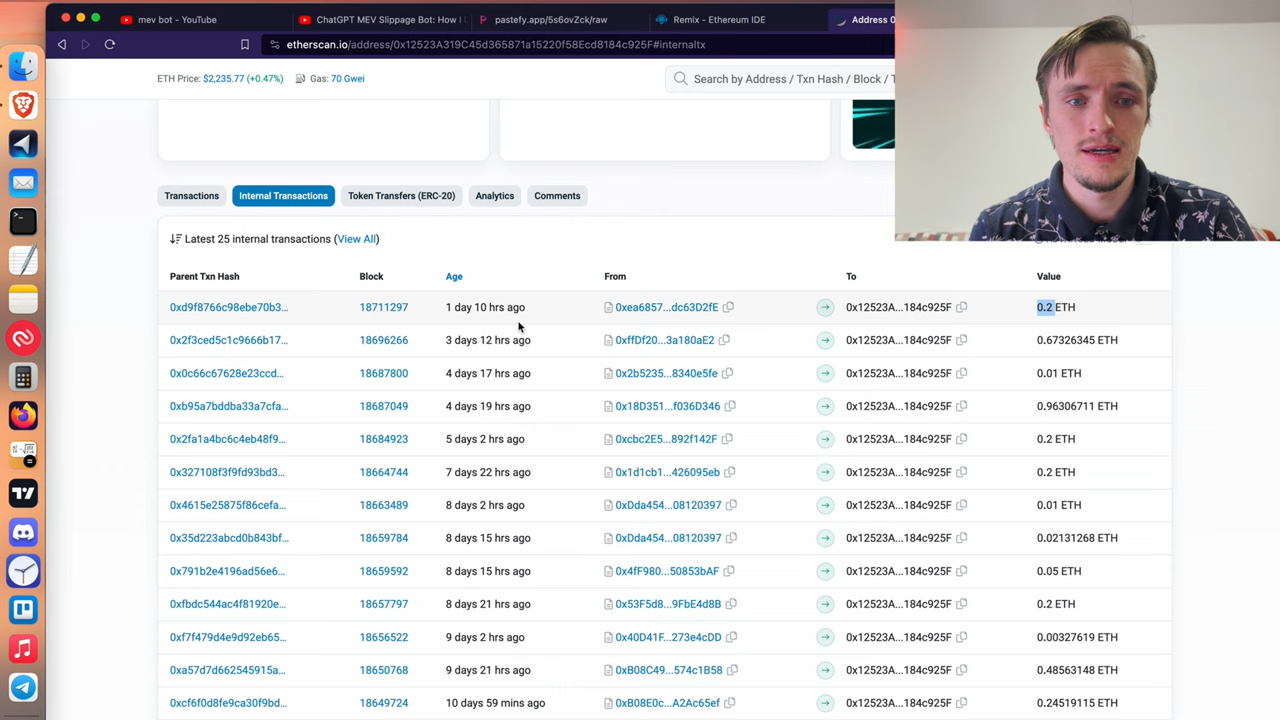 mev bot - YouTube
ChatGPT MEV Slippage Bot: How I
pastefy.app/5s6ovZck/raw
Remix - Ethereum IDE
Address 0
etherscan.io/address/0x12523A319C45d365871a15220f58Ecd8184c925F#internaltx
ETH Price: $2,235.77 (+0.47%) Gas: 70 Gwei
Search by Address / Txn Hash / Block /
Transactions Internal Transactions Token Transfers (ERC-20) Analytics Comments
Latest 25 internal transactions (View All)
Parent Txn Hash Block Age From To Value
0xd9f8766c98ebe70b3... 18711297 1 day 10 hrs ago 0xea6857...dc63D2fE 0x12523A...184c925F 0.2 ETH
0x2f3ced5c1c9666b17... 18696266 3 days 12 hrs ago 0xffDf20...3a180aE2 0x12523A...184c925F 0.67326345 ETH
0x0c66c67628e23ccd... 18687800 4 days 17 hrs ago 0x2b5235...8340e5fe 0x12523A...184c925F 0.01 ETH
0xb95a7bddba33a7cfa... 18687049 4 days 19 hrs ago 0x18D351...f036D346 0x12523A...184c925F 0.96306711 ETH
0x2fa1a4bc6c4eb48f9... 18684923 5 days 2 hrs ago 0xcbc2E5...892f142F 0x12523A...184c925F 0.2 ETH
0x327108f3f9fd93bd3... 18664744 7 days 22 hrs ago 0x1d1cb1...426095eb 0x12523A...184c925F 0.2 ETH
0x4615e25875f86cefa... 18663489 8 days 2 hrs ago 0xDda454...08120397 0x12523A...184c925F 0.01 ETH
0x35d223abcd0b843bf... 18659784 8 days 15 hrs ago 0xDda454...08120397 0x12523A...184c925F 0.02131268 ETH
0x791b2e4196ad56e6... 18659592 8 days 15 hrs ago 0x4fF980...50853bAF 0x12523A...184c925F 0.05 ETH
0xfbdc544ac4f81920e... 18657797 8 days 21 hrs ago 0x53F5d8...9FbE4d8B 0x12523A...184c925F 0.2 ETH
0xf7f479d4e9d92eb65... 18656522 9 days 2 hrs ago 0x40D41F...273e4cDD 0x12523A...184c925F 0.00327619 ETH
0xa57d7d662545915a... 18650768 9 days 21 hrs ago 0xB08C49...574c1B58 0x12523A...184c925F 0.48563148 ETH
0xcf6f0d8fe9ca30f9bd... 18649724 10 days 59 mins ago 0xB08E0c...A2Ac65ef 0x12523A...184c925F 0.24519115 ETH